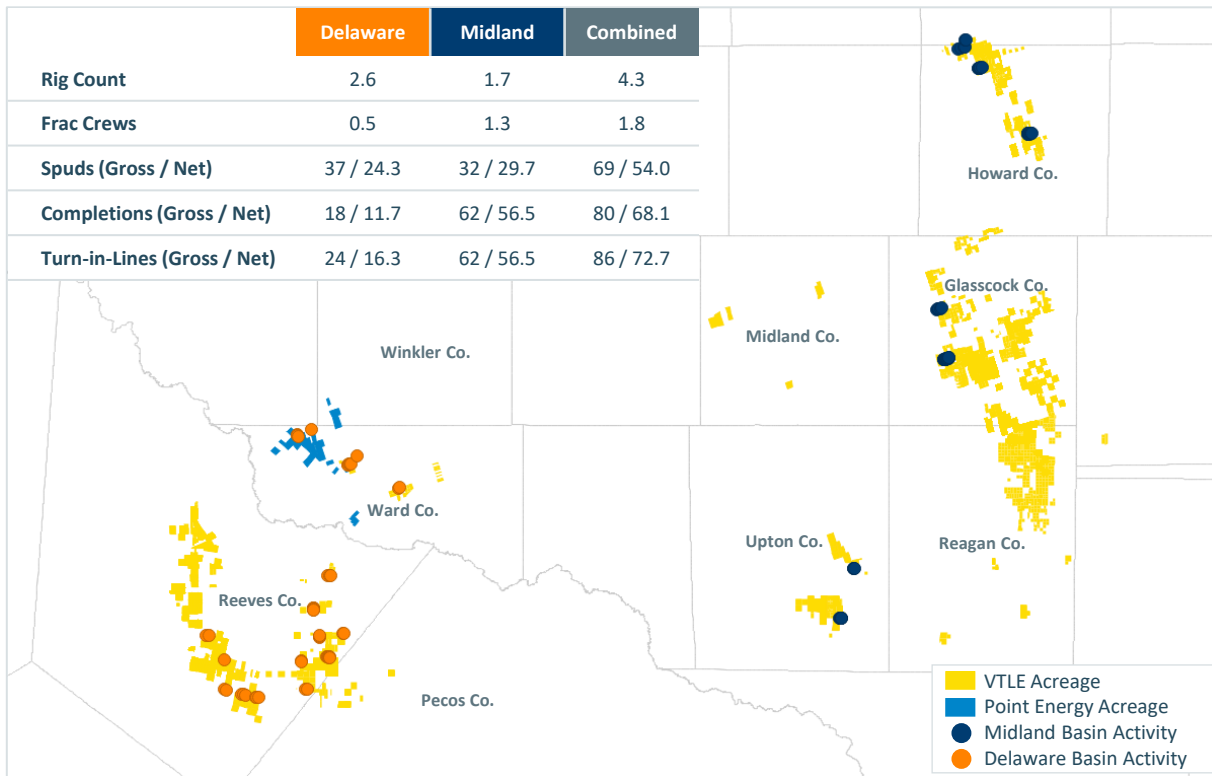 Delaware Midland Combined
Rig Count 2.6 1.7 4.3
Frac Crews 0.5 1.3 1.8
Spuds (Gross / Net) 37 / 24.3 32 / 29.7 69 / 54.0
Completions (Gross / Net) 18 / 11.7 62 / 56.5 80 / 68.1
Turn-in-Lines (Gross / Net) 24 / 16.3 62 / 56.5 86 / 72.7
Howard Co.
Glasscock Co.
Midland Co.
Winkler Co.
Ward Co.
Upton Co.
Reagan Co.
Reeves Co.
Pecos Co.
VTLE Acreage
Point Energy Acreage
Midland Basin Activity
Delaware Basin Activity